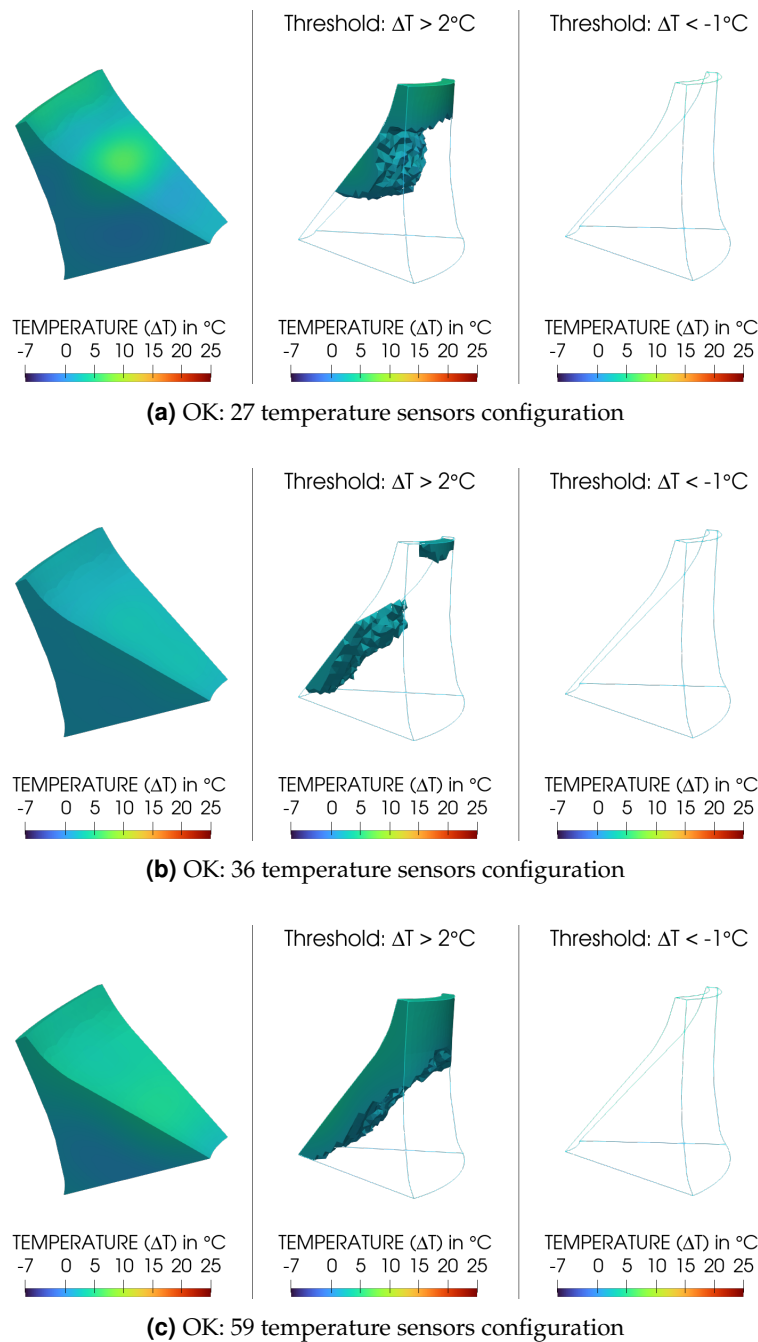 Threshold: ΔT > 2°C
Threshold: ΔT < -1°C
TEMPERATURE (ΔT) in °C
-7 0 5 10 15 20 25
TEMPERATURE (ΔT) in °C
-7 0 5 10 15 20 25
TEMPERATURE (ΔT) in °C
-7 0 5 10 15 20 25
(a) OK: 27 temperature sensors configuration
Threshold: ΔT > 2°C
Threshold: ΔT < -1°C
TEMPERATURE (ΔT) in °C
-7 0 5 10 15 20 25
TEMPERATURE (ΔT) in °C
-7 0 5 10 15 20 25
TEMPERATURE (ΔT) in °C
-7 0 5 10 15 20 25
(b) OK: 36 temperature sensors configuration
Threshold: ΔT > 2°C
Threshold: ΔT < -1°C
TEMPERATURE (ΔT) in °C
-7 0 5 10 15 20 25
TEMPERATURE (ΔT) in °C
-7 0 5 10 15 20 25
TEMPERATURE (ΔT) in °C
-7 0 5 10 15 20 25
(c) OK: 59 temperature sensors configuration